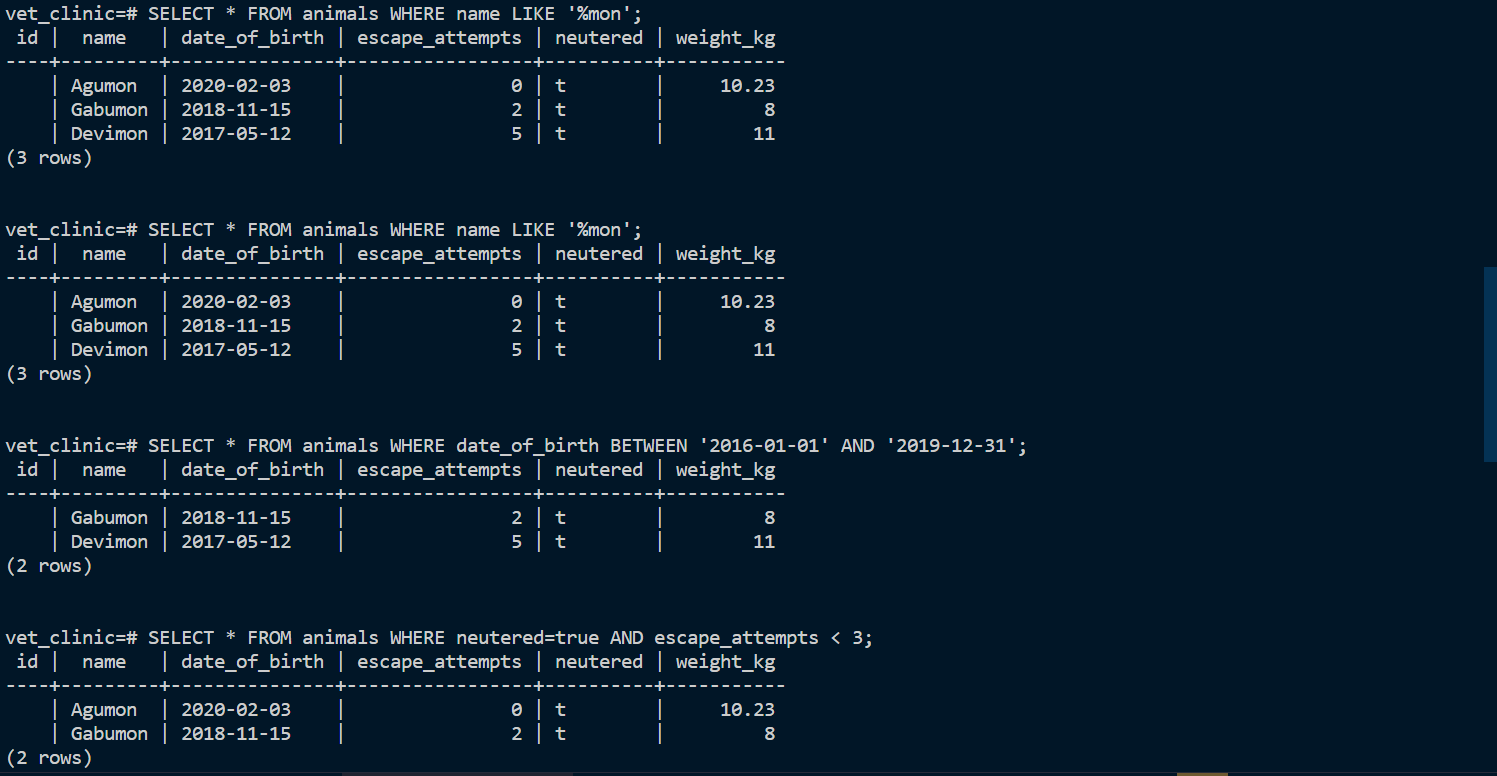 vet_clinic=# SELECT * FROM animals WHERE name LIKE '%mon';
 id |  name   | date_of_birth | escape_attempts | neutered | weight_kg
----+---------+---------------+-----------------+----------+-----------
    | Agumon  | 2020-02-03    |               0 | t        |     10.23
    | Gabumon | 2018-11-15    |               2 | t        |         8
    | Devimon | 2017-05-12    |               5 | t        |        11
(3 rows)

vet_clinic=# SELECT * FROM animals WHERE name LIKE '%mon';
 id |  name   | date_of_birth | escape_attempts | neutered | weight_kg
----+---------+---------------+-----------------+----------+-----------
    | Agumon  | 2020-02-03    |               0 | t        |     10.23
    | Gabumon | 2018-11-15    |               2 | t        |         8
    | Devimon | 2017-05-12    |               5 | t        |        11
(3 rows)

vet_clinic=# SELECT * FROM animals WHERE date_of_birth BETWEEN '2016-01-01' AND '2019-12-31';
 id |  name   | date_of_birth | escape_attempts | neutered | weight_kg
----+---------+---------------+-----------------+----------+-----------
    | Gabumon | 2018-11-15    |               2 | t        |         8
    | Devimon | 2017-05-12    |               5 | t        |        11
(2 rows)

vet_clinic=# SELECT * FROM animals WHERE neutered=true AND escape_attempts < 3;
 id |  name   | date_of_birth | escape_attempts | neutered | weight_kg
----+---------+---------------+-----------------+----------+-----------
    | Agumon  | 2020-02-03    |               0 | t        |     10.23
    | Gabumon | 2018-11-15    |               2 | t        |         8
(2 rows)